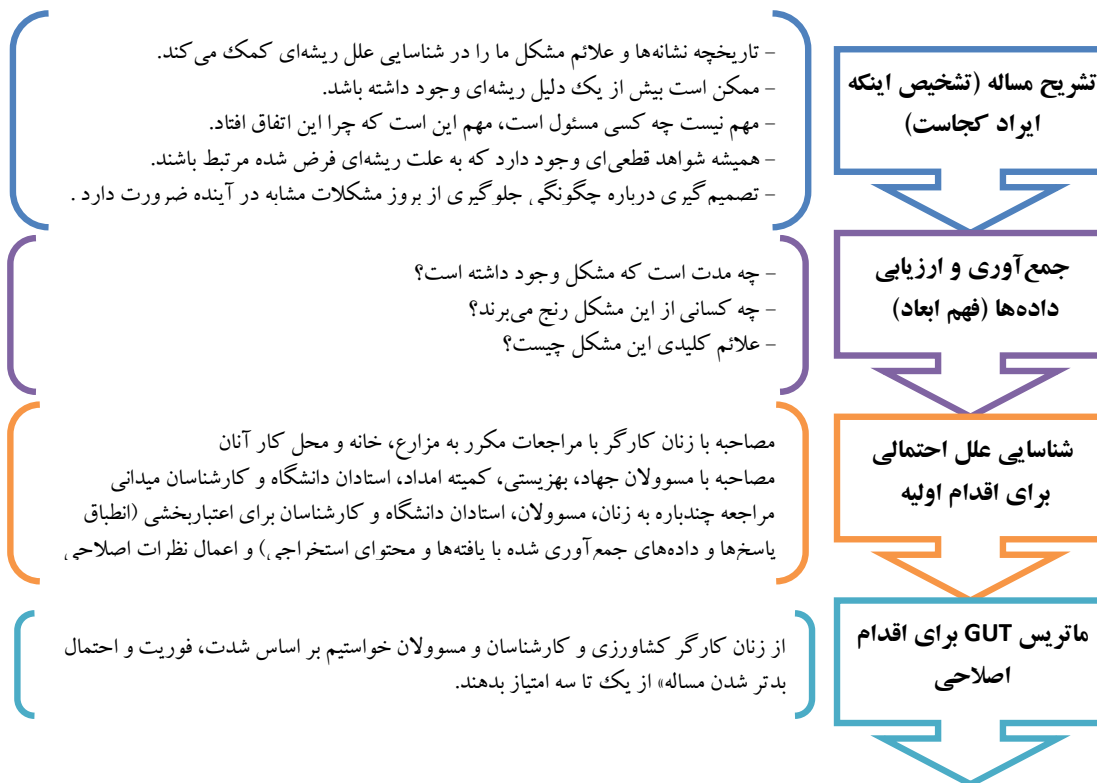 تشریح مساله (تشخیص اینکه
ایراد کجاست)
- تاریخچه نشانه‌ها و علائم مشکل ما را در شناسایی علل ریشه‌ای کمک می‌کند.
- ممکن است بیش از یک دلیل ریشه‌ای وجود داشته باشد.
- مهم نیست چه کسی مسئول است، مهم این است که چرا این اتفاق افتاد.
- همیشه شواهد قطعی‌ای وجود دارد که به علت ریشه‌ای فرض شده مرتبط باشند.
- تصمیم‌گیری درباره چگونگی جلوگیری از بروز مشکلات مشابه در آینده ضرورت دارد .
جمع‌آوری و ارزیابی
داده‌ها (فهم ابعاد)
- چه مدت است که مشکل وجود داشته است؟
- چه کسانی از این مشکل رنج می‌برند؟
- علائم کلیدی این مشکل چیست؟
شناسایی علل احتمالی
برای اقدام اولیه
مصاحبه با زنان کارگر با مراجعات مکرر به مزارع، خانه و محل کار آنان
مصاحبه با مسوولان جهاد، بهزیستی، کمیته امداد، استادان دانشگاه و کارشناسان میدانی
مراجعه چندباره به زنان، مسوولان، استادان دانشگاه و کارشناسان برای اعتباربخشی (انطباق
پاسخ‌ها و داده‌های جمع‌آوری شده با یافته‌ها و محتوای استخراجی) و اعمال نظرات اصلاحی
ماتریس GUT برای اقدام
اصلاحی
از زنان کارگر کشاورزی و کارشناسان و مسوولان خواستیم بر اساس شدت، فوریت و احتمال
بدتر شدن مساله» از یک تا سه امتیاز بدهند.